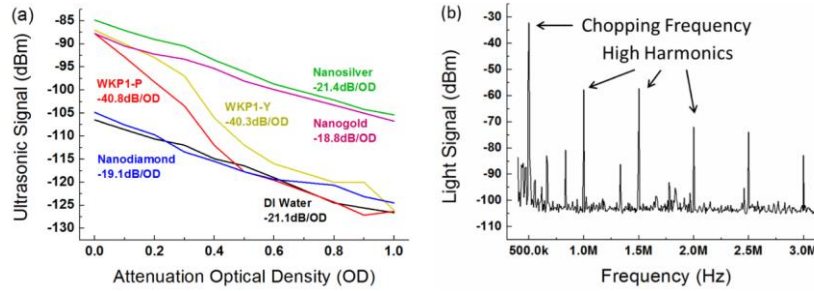 (a)
Ultrasonic Signal (dBm)
-85
-90
-95
-100
-105
-110
-115
-120
-125
-130
WKP1-P
-40.8dB/OD
WKP1-Y
-40.3dB/OD
Nanosilver
-21.4dB/OD
Nanogold
-18.8dB/OD
Nanodiamond
-19.1dB/OD
DI Water
-21.1dB/OD
0.0 0.2 0.4 0.6 0.8 1.0
Attenuation Optical Density (OD)
(b)
Light Signal (dBm)
-30
-40
-50
-60
-70
-80
-90
-100
-110
Chopping Frequency
High Harmonics
500.0k 1.0M 1.5M 2.0M 2.5M 3.0M
Frequency (Hz)